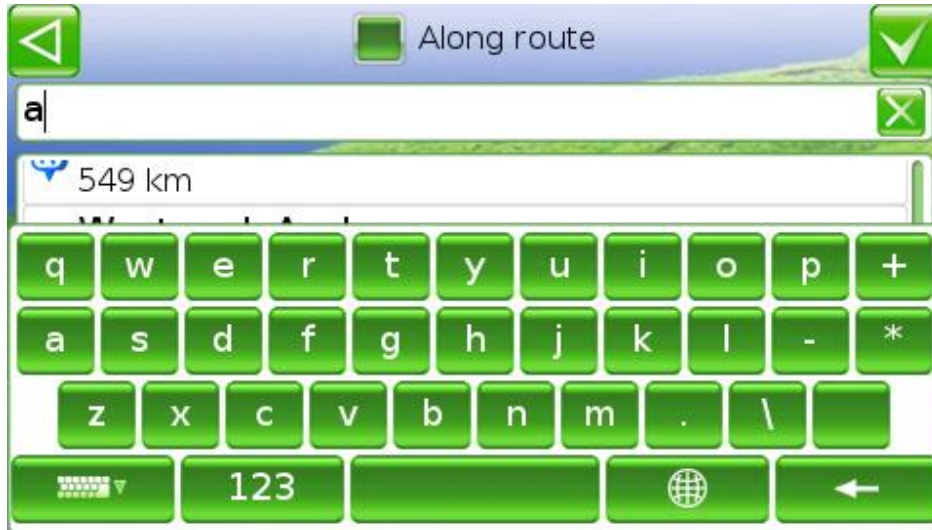 Along route
a
549 km
q w e r t y u i o p +
a s d f g h j k l - *
z x c v b n m . \
123